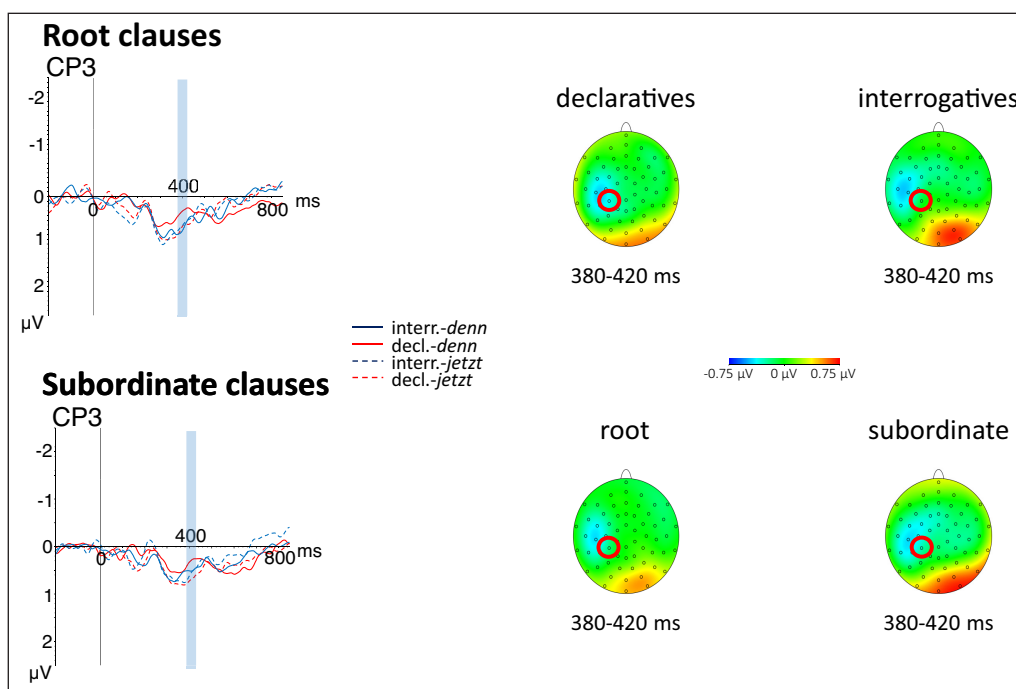 Root clauses
CP3
-2
-1
0
1
2
µV
0
400
800
ms
declaratives
interrogatives
380-420 ms
380-420 ms
interr.-denn
decl.-denn
interr.-jetzt
decl.-jetzt
-0.75 µV
0 µV
0.75 µV
Subordinate clauses
CP3
-2
-1
0
1
2
µV
0
400
800
ms
root
subordinate
380-420 ms
380-420 ms